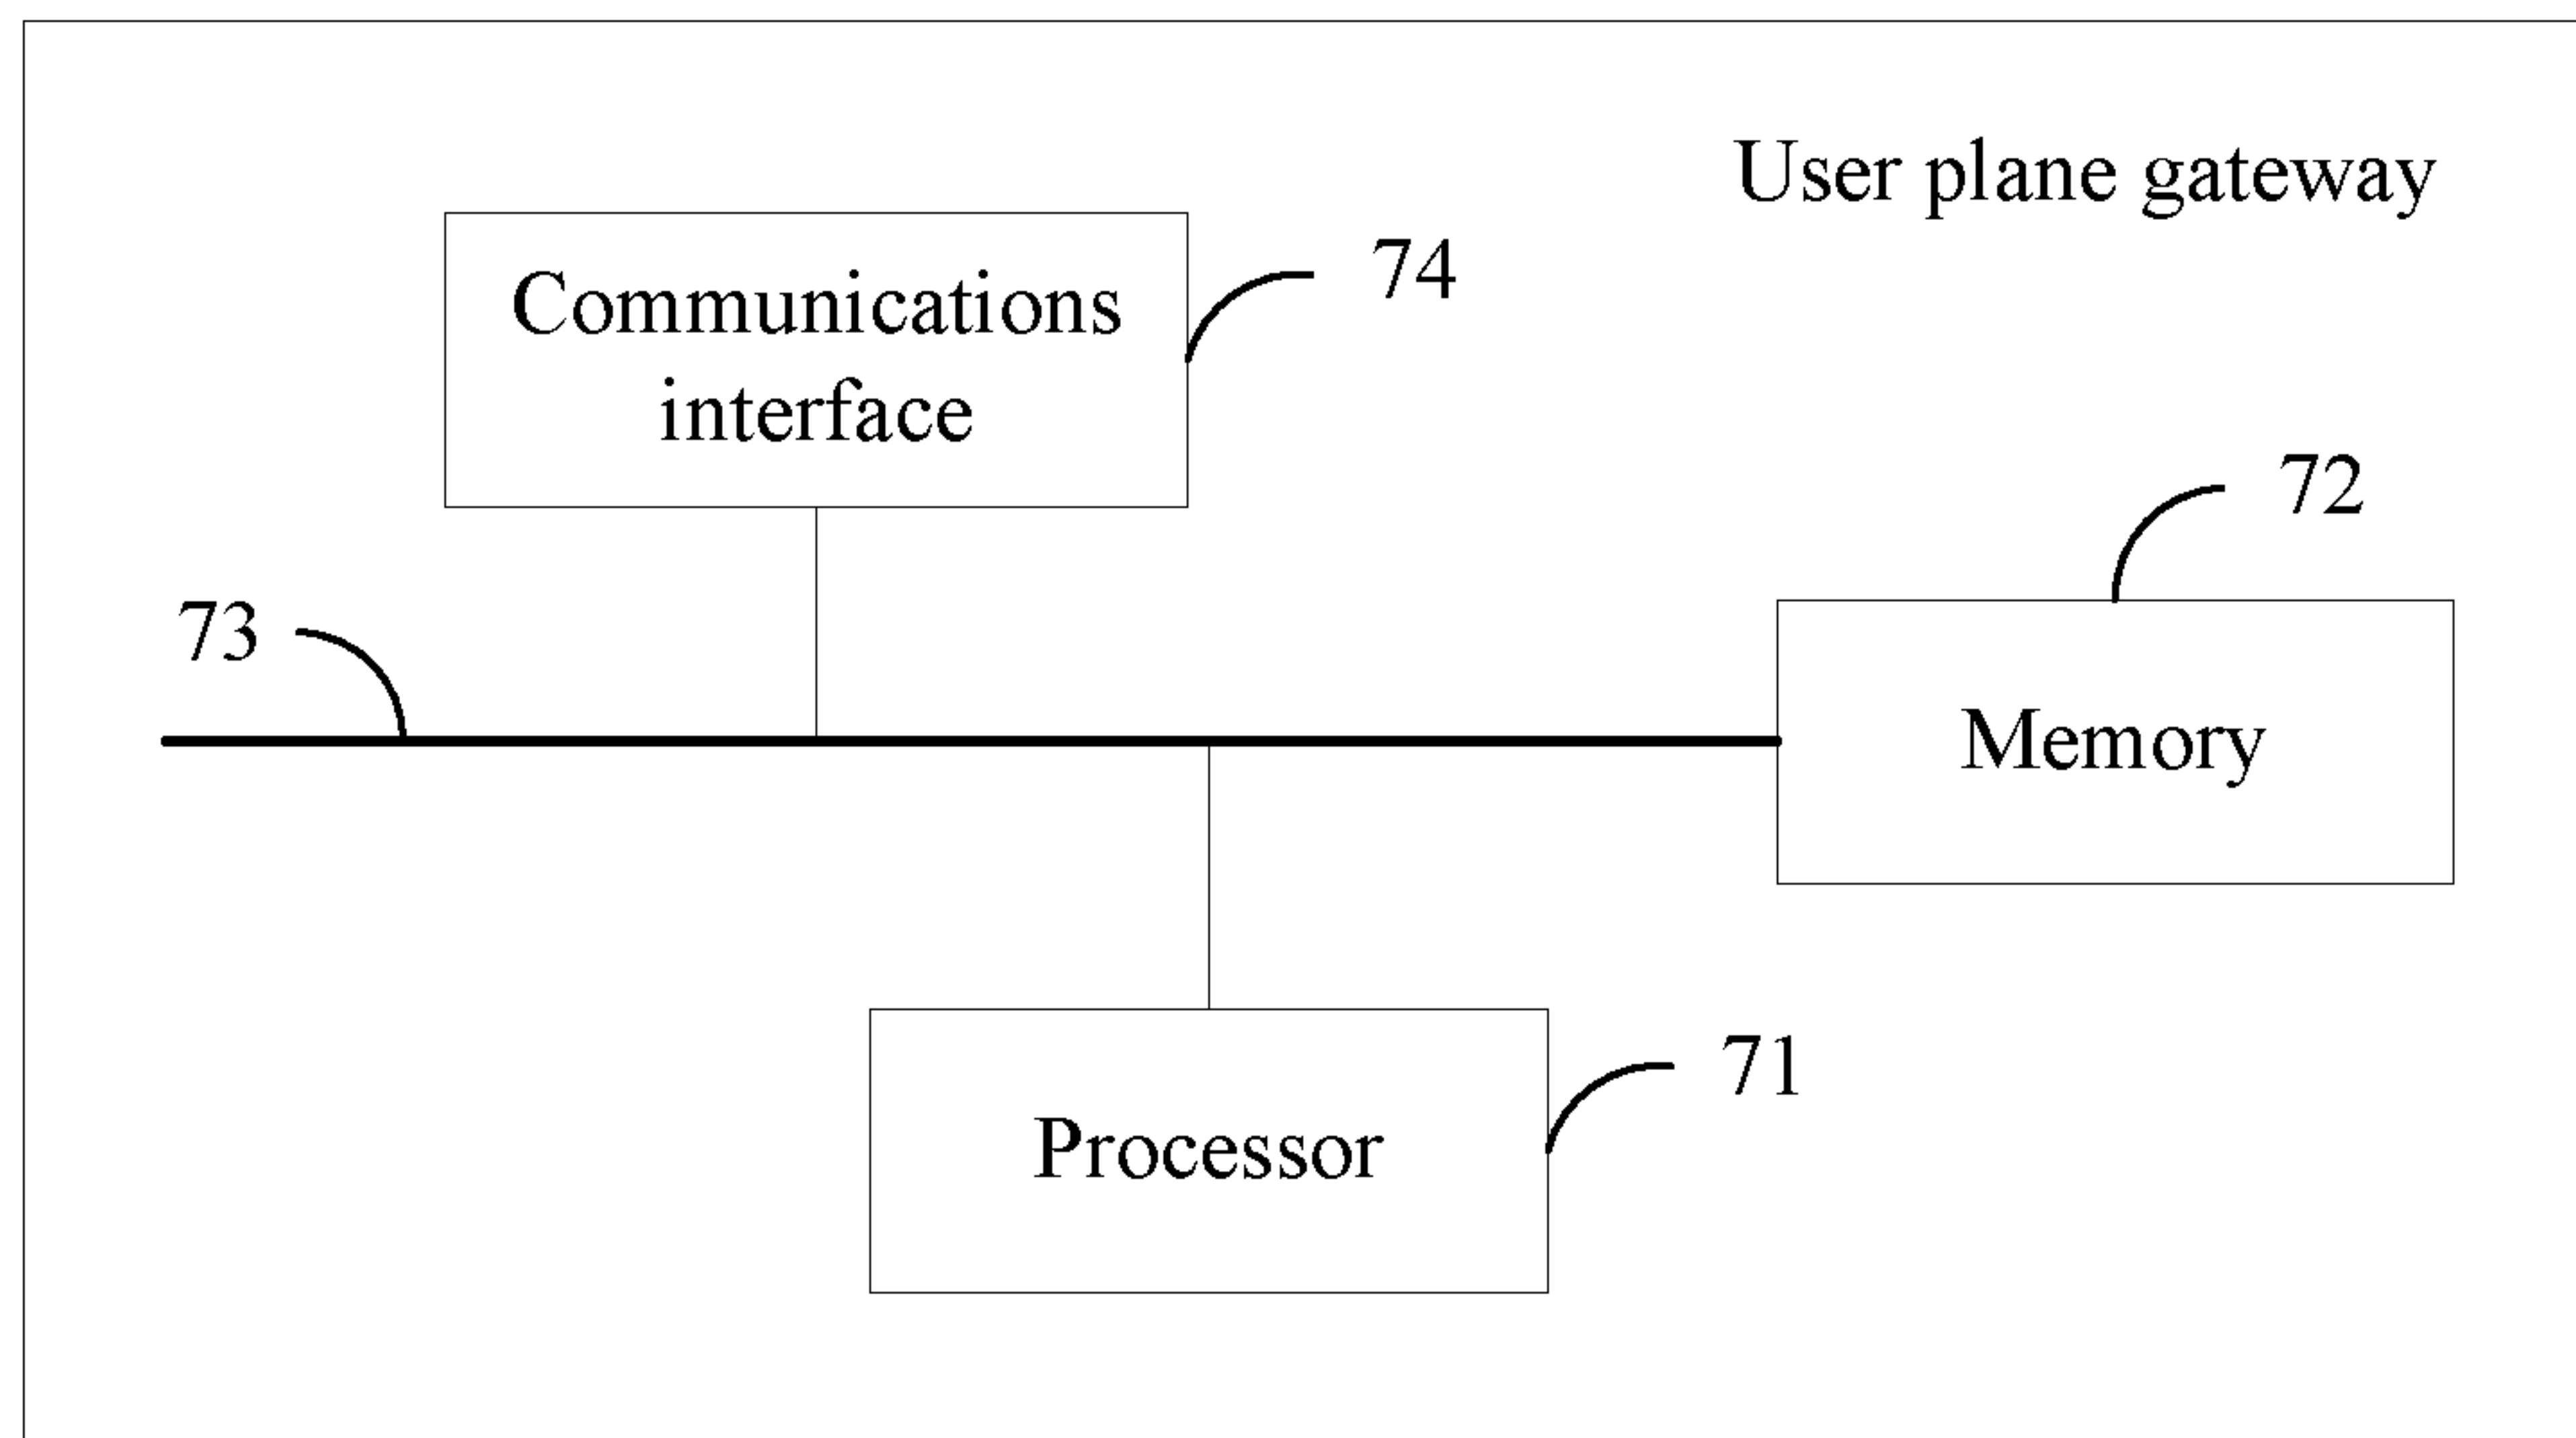 User plane gateway
Communications
interface
74
72
73
Memory
71
Processor